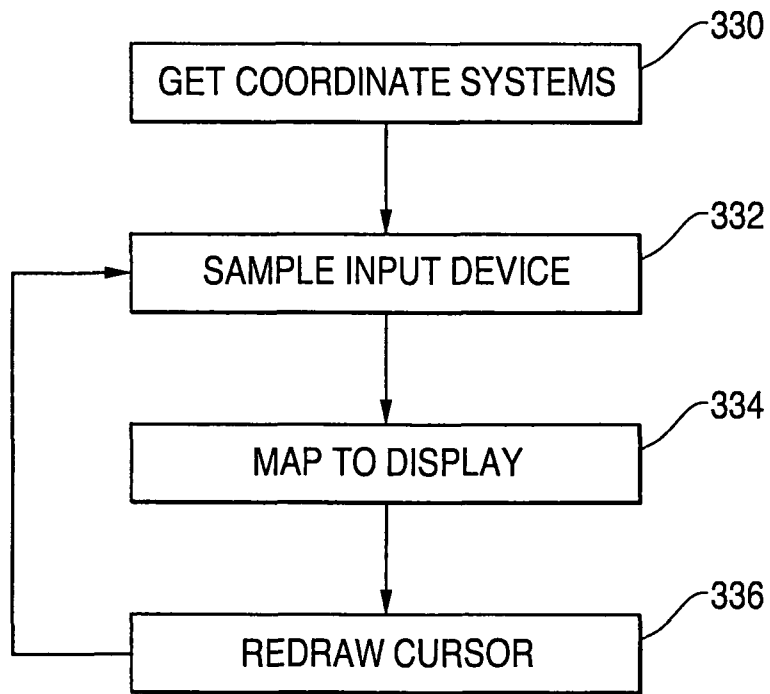 330
GET COORDINATE SYSTEMS
332
SAMPLE INPUT DEVICE
334
MAP TO DISPLAY
336
REDRAW CURSOR